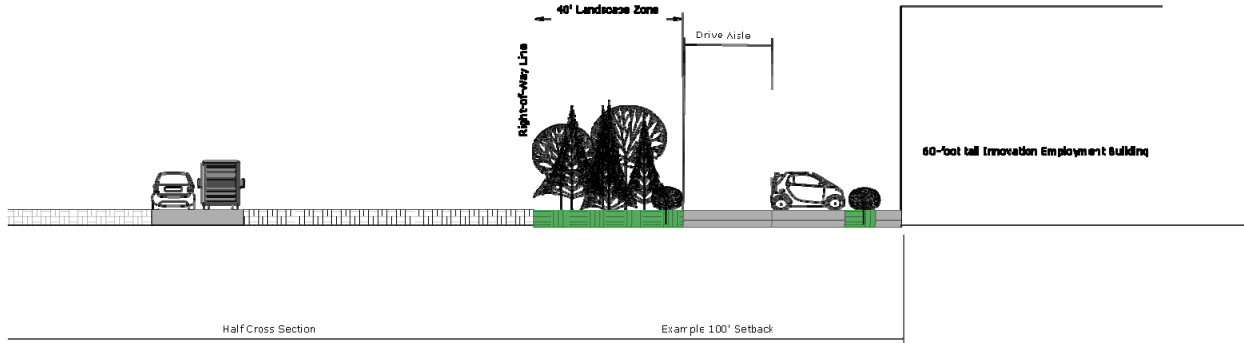 40' Landscape Zone
Drive Aisle
Right-of-Way Line
60-foot tall Innovation Employment Building
Half Cross Section
Example 100' Setback